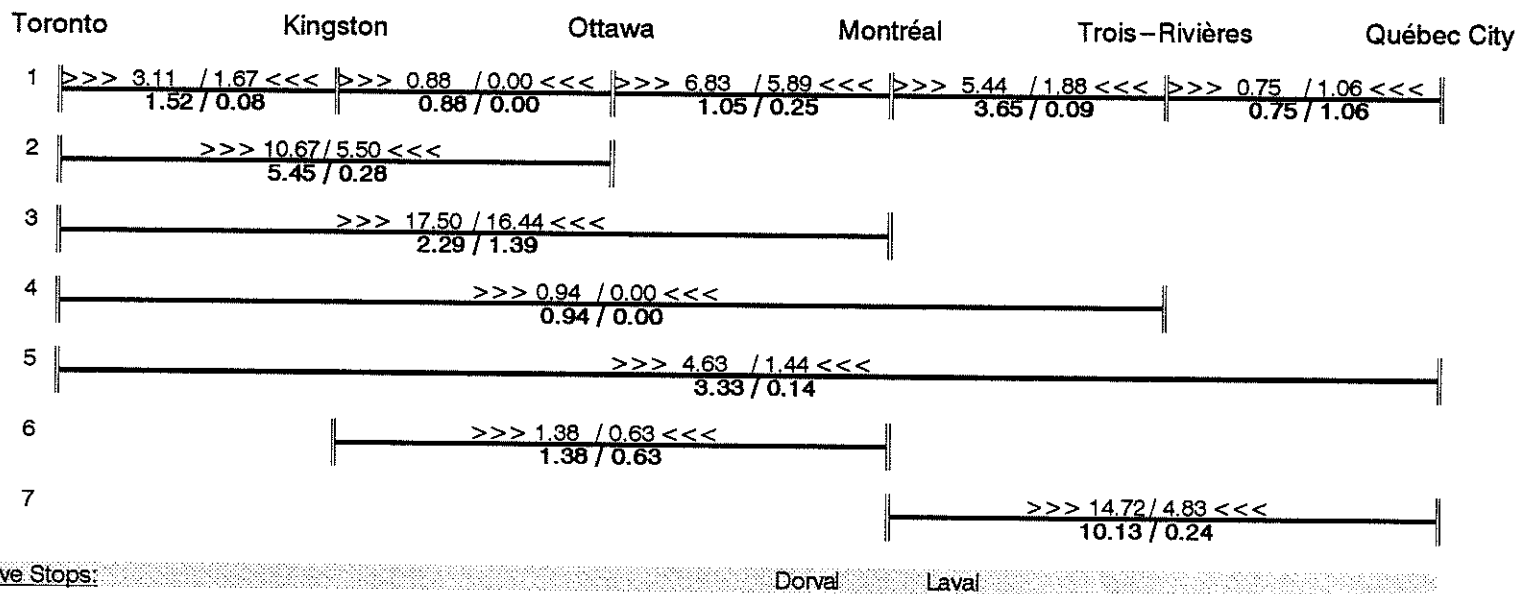 Toronto Kingston Ottawa Montréal Trois–Rivières Québec City
1 >>> 3.11 / 1.67 <<< >>> 0.88 / 0.00 <<< >>> 6.83 / 5.89 <<< >>> 5.44 / 1.88 <<< >>> 0.75 / 1.06 <<<
1.52 / 0.08 0.88 / 0.00 1.05 / 0.25 3.65 / 0.09 0.75 / 1.06
2 >>> 10.67 / 5.50 <<<
5.45 / 0.28
3 >>> 17.50 / 16.44 <<<
2.29 / 1.39
4 >>> 0.94 / 0.00 <<<
0.94 / 0.00
5 >>> 4.63 / 1.44 <<<
3.33 / 0.14
6 >>> 1.38 / 0.63 <<<
1.38 / 0.63
7 >>> 14.72 / 4.83 <<<
10.13 / 0.24
ve Stops: Dorval Laval